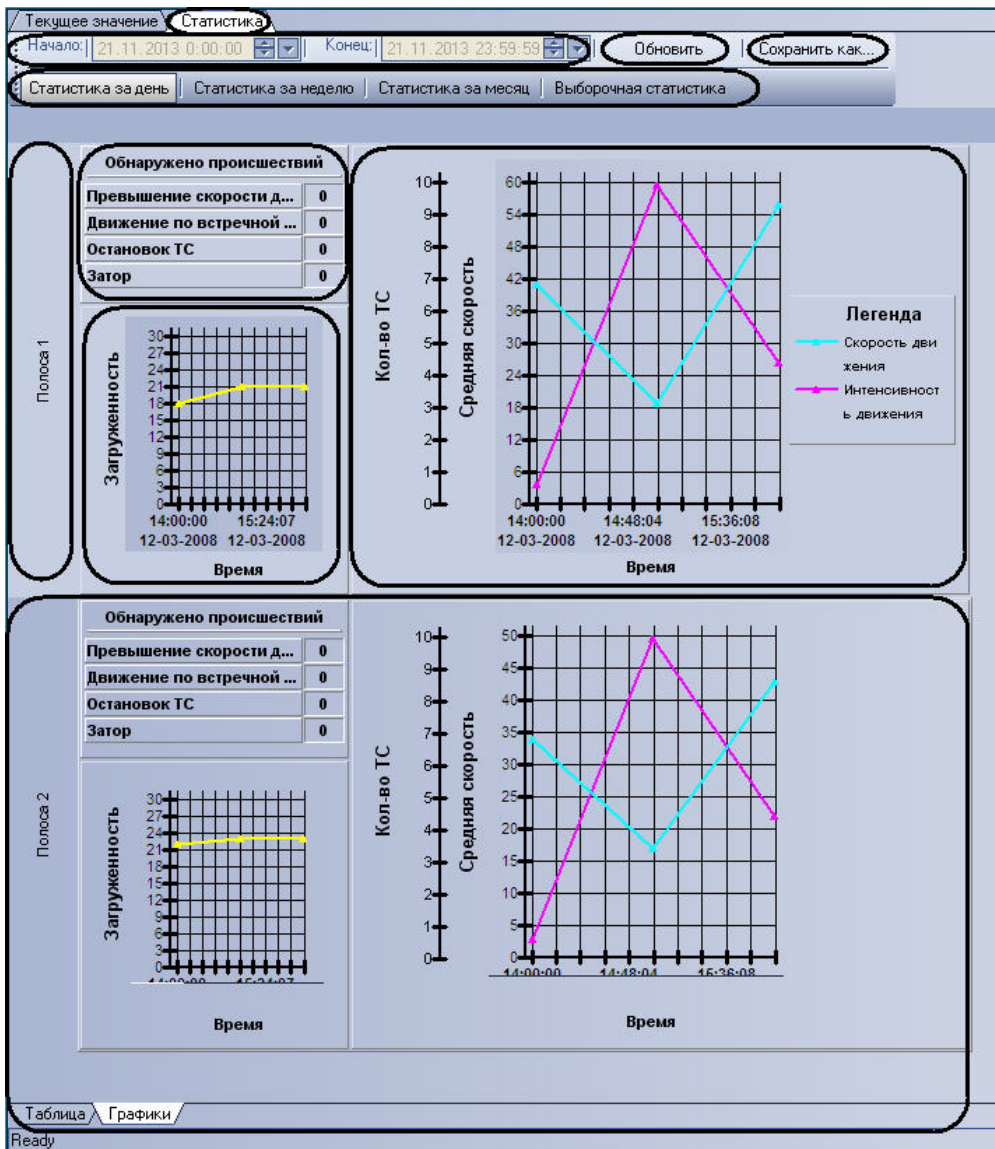 Текущее значение Статистика
Начало: 21.11.2013 0:00:00 Конец: 21.11.2013 23:59:59 Обновить Сохранить как...
Статистика за день Статистика за неделю Статистика за месяц Выборочная статистика
Полоса 1
Обнаружено происшествий
Превышение скорости д... 0
Движение по встречной ... 0
Остановок ТС 0
Затор 0
Загруженность
30
27
24
21
18
15
12
9
6
3
0
14:00:00 15:24:07
12-03-2008 12-03-2008
Время
Кол-во ТС
10
9
8
7
6
5
4
3
2
1
0
Средняя скорость
60
54
48
42
36
30
24
18
12
6
0
14:00:00 14:48:04 15:36:08
12-03-2008 12-03-2008 12-03-2008
Время
Легенда
Скорость дви
жения
Интенсивност
ь движения
Полоса 2
Обнаружено происшествий
Превышение скорости д... 0
Движение по встречной ... 0
Остановок ТС 0
Затор 0
Загруженность
30
27
24
21
18
15
12
9
6
3
0
14:00:00 15:24:07
Время
Кол-во ТС
10
9
8
7
6
5
4
3
2
1
0
Средняя скорость
50
45
40
35
30
25
20
15
10
5
0
14:00:00 14:48:04 15:36:08
Время
Таблица Графики
Ready